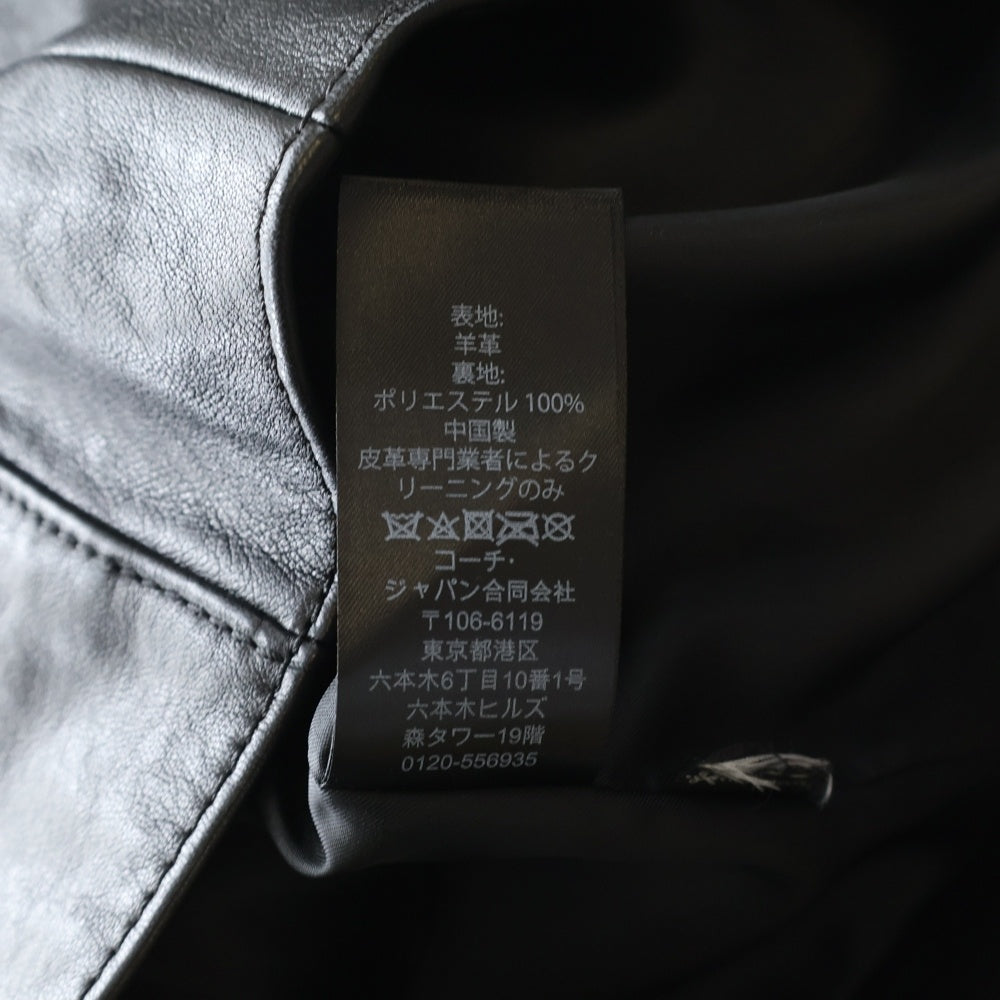 表地:
羊革
裏地:
ポリエステル 100%
中国製
皮革専門業者によるク
リーニングのみ
コーチ・
ジャパン合同会社
〒106-6119
東京都港区
六本木6丁目10番1号
六本木ヒルズ
森タワー19階
0120-556935